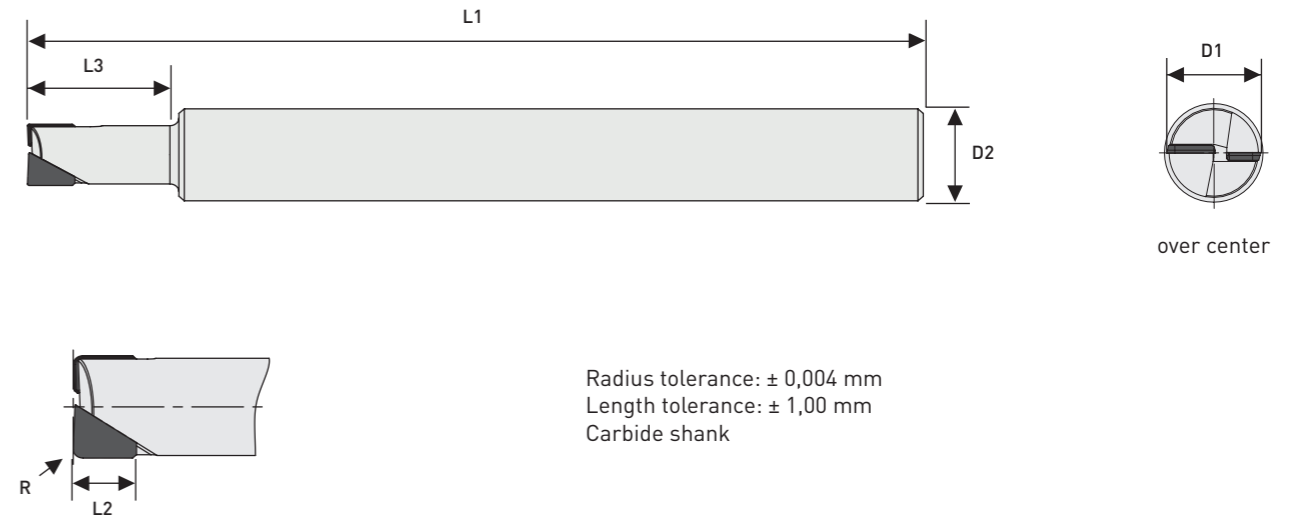 L1
L3
D1
D2
over center
Radius tolerance: ± 0,004 mm
Length tolerance: ± 1,00 mm
Carbide shank
R
L2